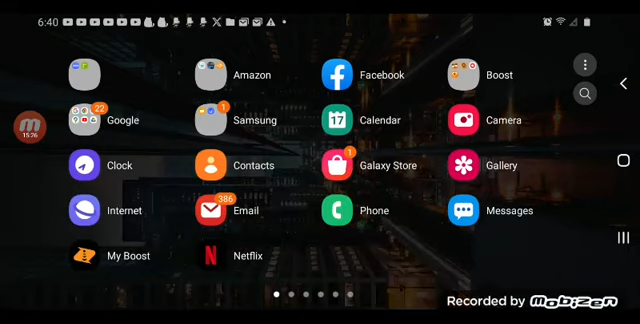 6:40
Amazon
Facebook
Boost
22
Google
1
Samsung
17
Calendar
Camera
15:26
Clock
Contacts
1
Galaxy Store
Gallery
Internet
386
Email
Phone
Messages
My Boost
N
Netflix
Recorded by Mobizen